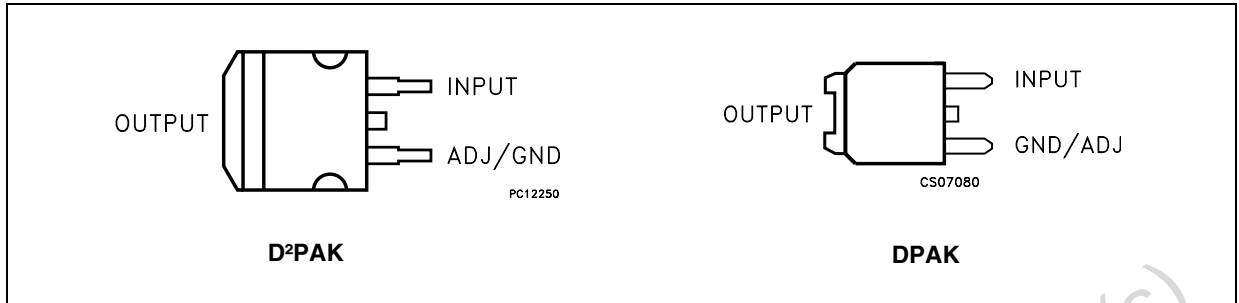 OUTPUT
INPUT
ADJ/GND
PC12250
D²PAK
OUTPUT
INPUT
GND/ADJ
CS07080
DPAK